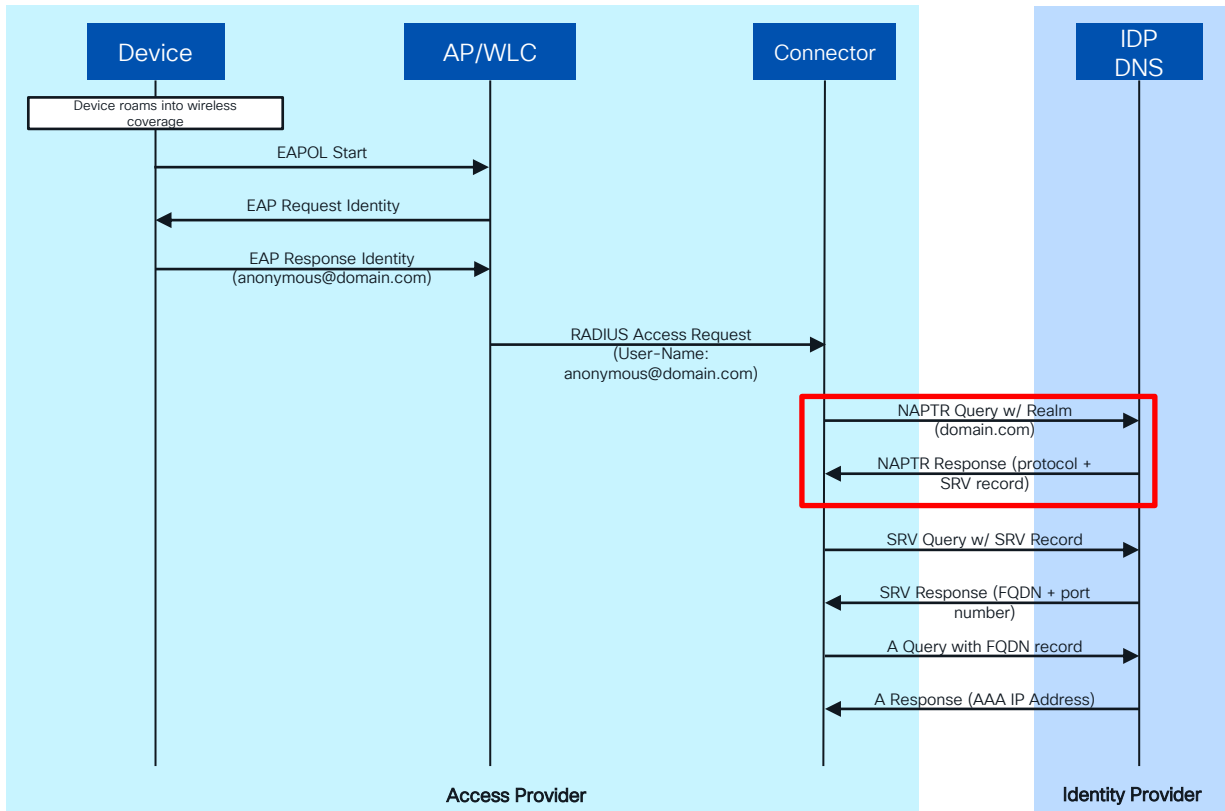 Device
AP/WLC
Connector
IDP
DNS
Device roams into wireless
coverage
EAPOL Start
EAP Request Identity
EAP Response Identity
(anonymous@domain.com)
RADIUS Access Request
(User-Name:
anonymous@domain.com)
NAPTR Query w/ Realm
(domain.com)
NAPTR Response (protocol +
SRV record)
SRV Query w/ SRV Record
SRV Response (FQDN + port
number)
A Query with FQDN record
A Response (AAA IP Address)
Access Provider
Identity Provider